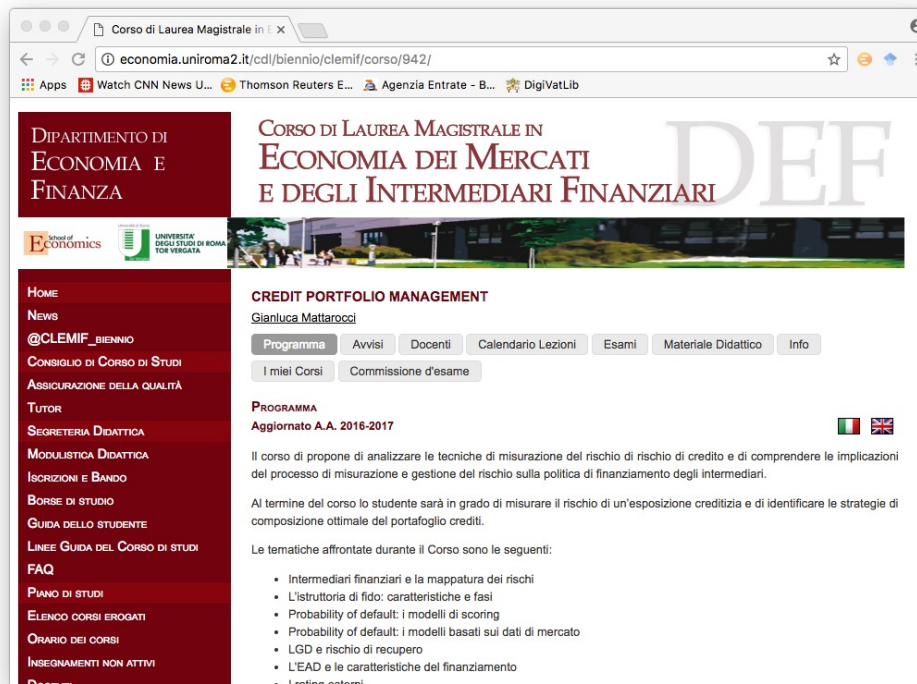 Corso di Laurea Magistrale in E
economia.uniroma2.it/cdl/biennio/clemif/corso/942/
Apps Watch CNN News U... Thomson Reuters E... Agenzia Entrate - B... DigiVatLib
DIPARTIMENTO DI
ECONOMIA E
FINANZA
CORSO DI LAUREA MAGISTRALE IN
ECONOMIA DEI MERCATI
E DEGLI INTERMEDIARI FINANZIARI
DEF
School of
Economics
UNIVERSITA'
DEGLI STUDI DI ROMA
TOR VERGATA
HOME
NEWS
@CLEMIF_BIENNIO
CONSIGLIO DI CORSO DI STUDI
ASSICURAZIONE DELLA QUALITÀ
TUTOR
SEGRETERIA DIDATTICA
MODULISTICA DIDATTICA
ISCRIZIONI E BANDO
BORSE DI STUDIO
GUIDA DELLO STUDENTE
LINEE GUIDA DEL CORSO DI STUDI
FAQ
PIANO DI STUDI
ELENCO CORSI EROGATI
ORARIO DEI CORSI
INSEGNAMENTI NON ATTIVI
CREDIT PORTFOLIO MANAGEMENT
Gianluca Mattarocci
Programma Avvisi Docenti Calendario Lezioni Esami Materiale Didattico Info
I miei Corsi Commissione d'esame
PROGRAMMA
Aggiornato A.A. 2016-2017
Il corso di propone di analizzare le tecniche di misurazione del rischio di rischio di credito e di comprendere le implicazioni
del processo di misurazione e gestione del rischio sulla politica di finanziamento degli intermediari.
Al termine del corso lo studente sarà in grado di misurare il rischio di un'esposizione creditizia e di identificare le strategie di
composizione ottimale del portafoglio crediti.
Le tematiche affrontate durante il Corso sono le seguenti:
• Intermediari finanziari e la mappatura dei rischi
• L'istruttoria di fido: caratteristiche e fasi
• Probability of default: i modelli di scoring
• Probability of default: i modelli basati sui dati di mercato
• LGD e rischio di recupero
• L'EAD e le caratteristiche del finanziamento
• I rating esterni